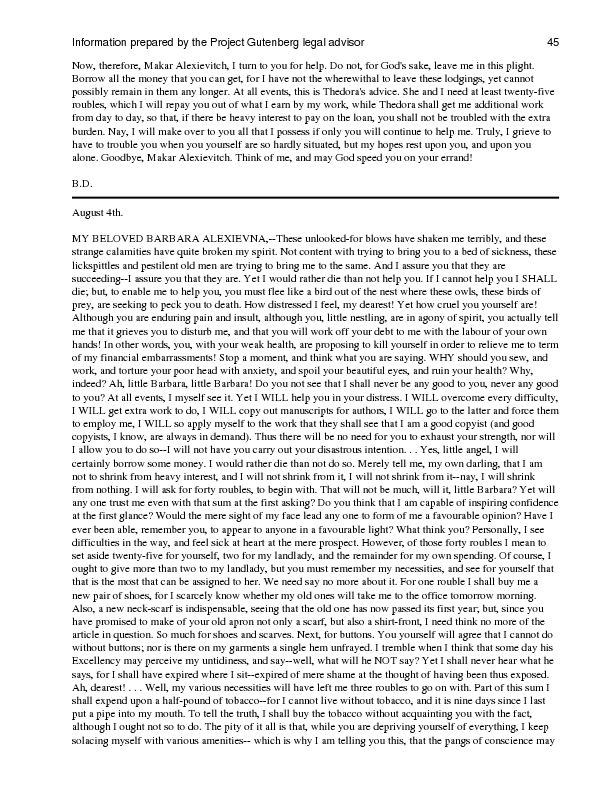 Information prepared by the Project Gutenberg legal advisor 45
Now, therefore, Makar Alexievitch, I turn to you for help. Do not, for God's sake, leave me in this plight.
Borrow all the money that you can get, for I have not the wherewithal to leave these lodgings, yet cannot
possibly remain in them any longer. At all events, this is Thedora's advice. She and I need at least twenty-five
roubles, which I will repay you out of what I earn by my work, while Thedora shall get me additional work
from day to day, so that, if there be heavy interest to pay on the loan, you shall not be troubled with the extra
burden. Nay, I will make over to you all that I possess if only you will continue to help me. Truly, I grieve to
have to trouble you when you yourself are so hardly situated, but my hopes rest upon you, and upon you
alone. Goodbye, Makar Alexievitch. Think of me, and may God speed you on your errand!
B.D.
August 4th.
MY BELOVED BARBARA ALEXIEVNA,--These unlooked-for blows have shaken me terribly, and these
strange calamities have quite broken my spirit. Not content with trying to bring you to a bed of sickness, these
lickspittles and pestilent old men are trying to bring me to the same. And I assure you that they are
succeeding--I assure you that they are. Yet I would rather die than not help you. If I cannot help you I SHALL
die; but, to enable me to help you, you must flee like a bird out of the nest where these owls, these birds of
prey, are seeking to peck you to death. How distressed I feel, my dearest! Yet how cruel you yourself are!
Although you are enduring pain and insult, although you, little nestling, are in agony of spirit, you actually tell
me that it grieves you to disturb me, and that you will work off your debt to me with the labour of your own
hands! In other words, you, with your weak health, are proposing to kill yourself in order to relieve me to term
of my financial embarrassments! Stop a moment, and think what you are saying. WHY should you sew, and
work, and torture your poor head with anxiety, and spoil your beautiful eyes, and ruin your health? Why,
indeed? Ah, little Barbara, little Barbara! Do you not see that I shall never be any good to you, never any good
to you? At all events, I myself see it. Yet I WILL help you in your distress. I WILL overcome every difficulty,
I WILL get extra work to do, I WILL copy out manuscripts for authors, I WILL go to the latter and force them
to employ me, I WILL so apply myself to the work that they shall see that I am a good copyist (and good
copyists, I know, are always in demand). Thus there will be no need for you to exhaust your strength, nor will
I allow you to do so--I will not have you carry out your disastrous intention. . . Yes, little angel, I will
certainly borrow some money. I would rather die than not do so. Merely tell me, my own darling, that I am
not to shrink from heavy interest, and I will not shrink from it, I will not shrink from it--nay, I will shrink
from nothing. I will ask for forty roubles, to begin with. That will not be much, will it, little Barbara? Yet will
any one trust me even with that sum at the first asking? Do you think that I am capable of inspiring confidence
at the first glance? Would the mere sight of my face lead any one to form of me a favourable opinion? Have I
ever been able, remember you, to appear to anyone in a favourable light? What think you? Personally, I see
difficulties in the way, and feel sick at heart at the mere prospect. However, of those forty roubles I mean to
set aside twenty-five for yourself, two for my landlady, and the remainder for my own spending. Of course, I
ought to give more than two to my landlady, but you must remember my necessities, and see for yourself that
that is the most that can be assigned to her. We need say no more about it. For one rouble I shall buy me a
new pair of shoes, for I scarcely know whether my old ones will take me to the office tomorrow morning.
Also, a new neck-scarf is indispensable, seeing that the old one has now passed its first year; but, since you
have promised to make of your old apron not only a scarf, but also a shirt-front, I need think no more of the
article in question. So much for shoes and scarves. Next, for buttons. You yourself will agree that I cannot do
without buttons; nor is there on my garments a single hem unfrayed. I tremble when I think that some day his
Excellency may perceive my untidiness, and say--well, what will he NOT say? Yet I shall never hear what he
says, for I shall have expired where I sit--expired of mere shame at the thought of having been thus exposed.
Ah, dearest! . . . Well, my various necessities will have left me three roubles to go on with. Part of this sum I
shall expend upon a half-pound of tobacco--for I cannot live without tobacco, and it is nine days since I last
put a pipe into my mouth. To tell the truth, I shall buy the tobacco without acquainting you with the fact,
although I ought not so to do. The pity of it all is that, while you are depriving yourself of everything, I keep
solacing myself with various amenities-- which is why I am telling you this, that the pangs of conscience may